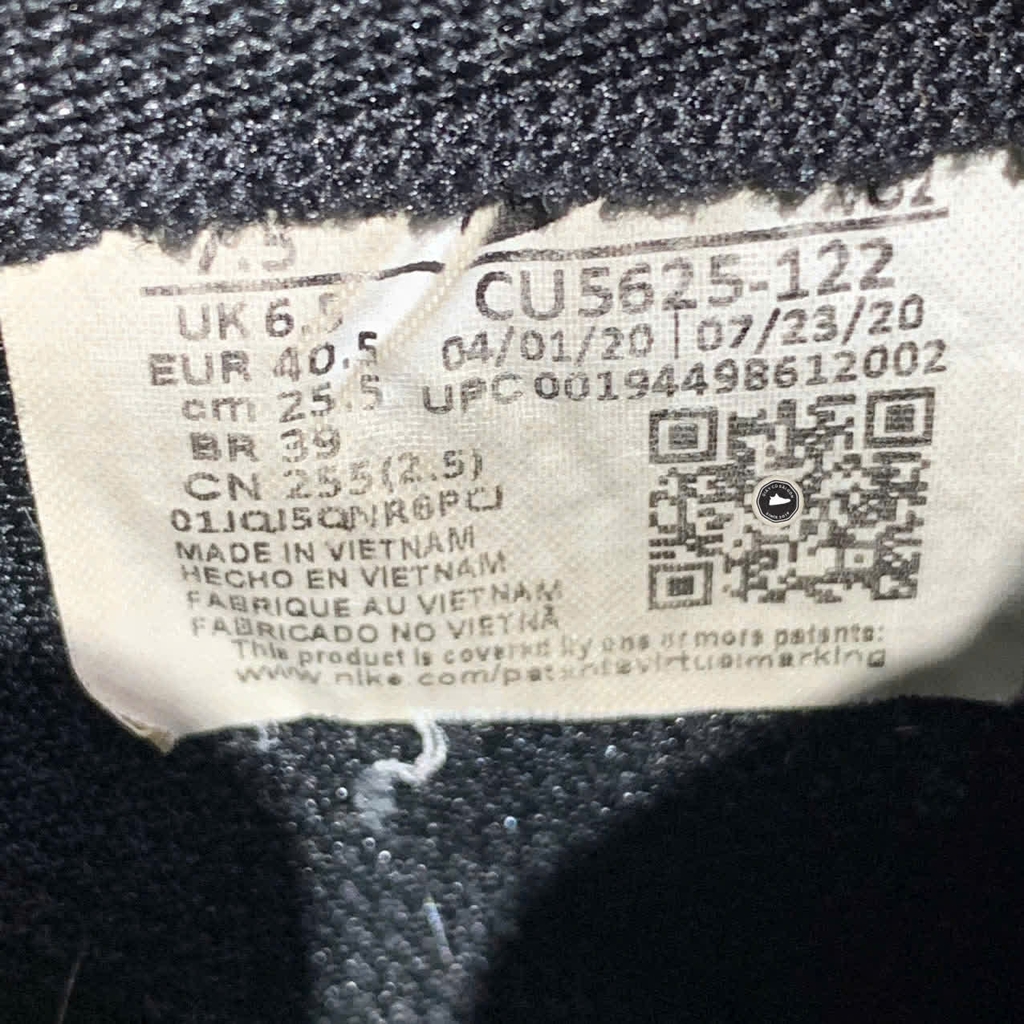 7.5
UK 6.5
EUR 40.5
cm 25.5
BR 39
CN 255(2.5)
MADE IN VIETNAM
HECHO EN VIETNAM
FABRIQUE AU VIETNAM
FABRICADO NO VIETNÃ
CU5625-122
04/01/20 | 07/23/20
UPC 00194498612002
This product is covered by one or more patents:
www.nike.com/patentsvirtualmarking